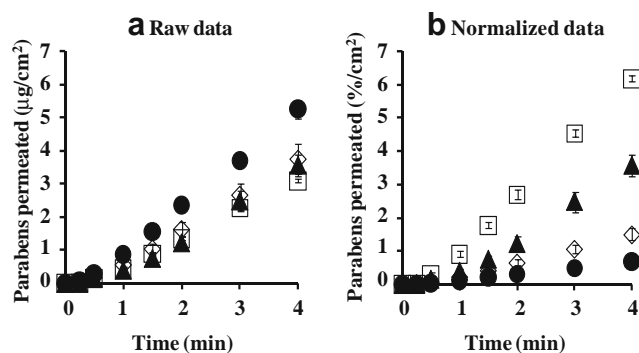 a Raw data
Parabens permeated (µg/cm²)
7
6
5
4
3
2
1
0
0 1 2 3 4
Time (min)
b Normalized data
Parabens permeated (%/cm²)
7
6
5
4
3
2
1
0
0 1 2 3 4
Time (min)